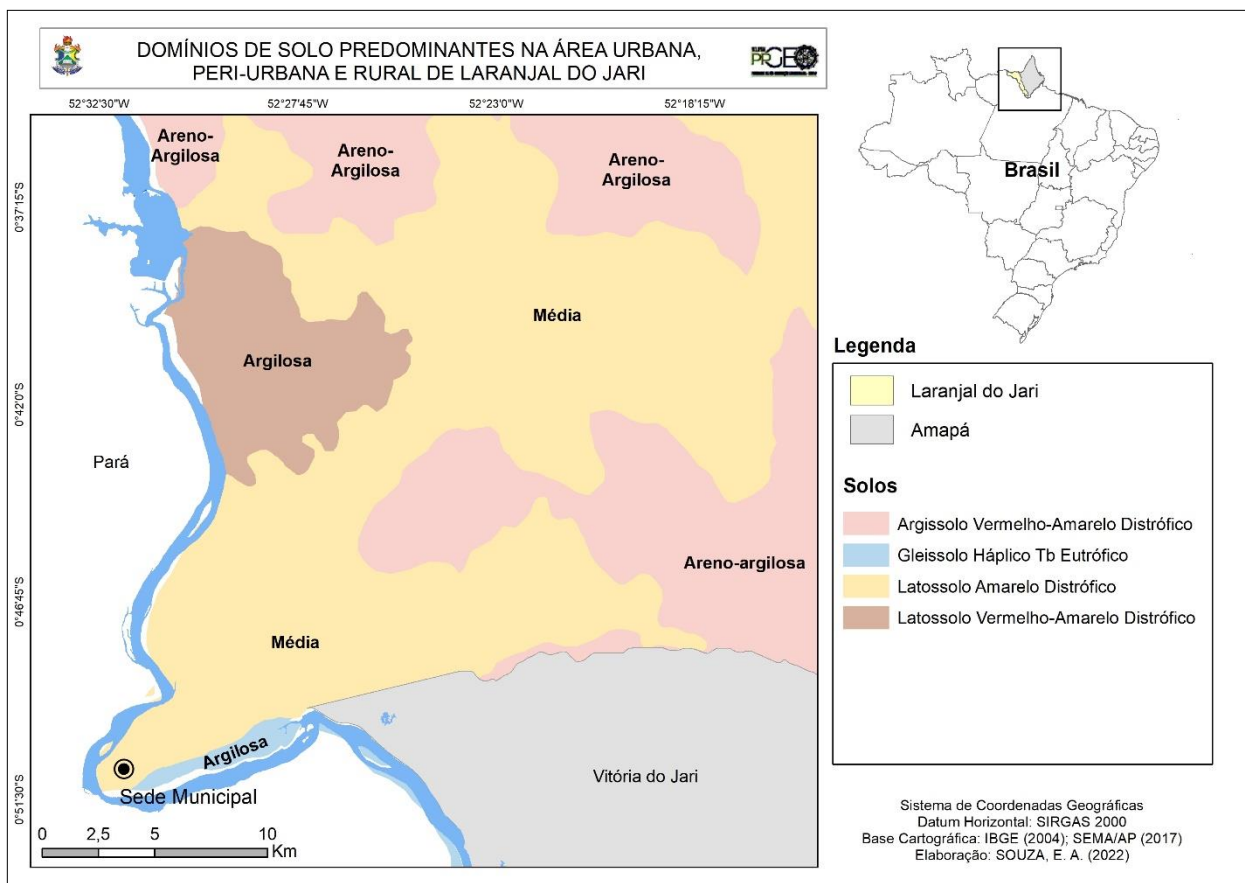 DOMÍNIOS DE SOLO PREDOMINANTES NA ÁREA URBANA,
PERI-URBANA E RURAL DE LARANJAL DO JARI
PPGEO
52°32'30"W
52°27'45"W
52°23'0"W
52°18'15"W
0°37'15"S
0°42'0"S
0°46'45"S
0°51'30"S
Areno-
Argilosa
Areno-
Argilosa
Areno-
Argilosa
Média
Argilosa
Pará
Areno-argilosa
Média
Argilosa
Sede Municipal
Vitória do Jari
0
2,5
5
10
Km
Brasil
Legenda
Laranjal do Jari
Amapá
Solos
Argissolo Vermelho-Amarelo Distrófico
Gleissolo Háplico Tb Eutrófico
Latossolo Amarelo Distrófico
Latossolo Vermelho-Amarelo Distrófico
Sistema de Coordenadas Geográficas
Datum Horizontal: SIRGAS 2000
Base Cartográfica: IBGE (2004); SEMA/AP (2017)
Elaboração: SOUZA, E. A. (2022)